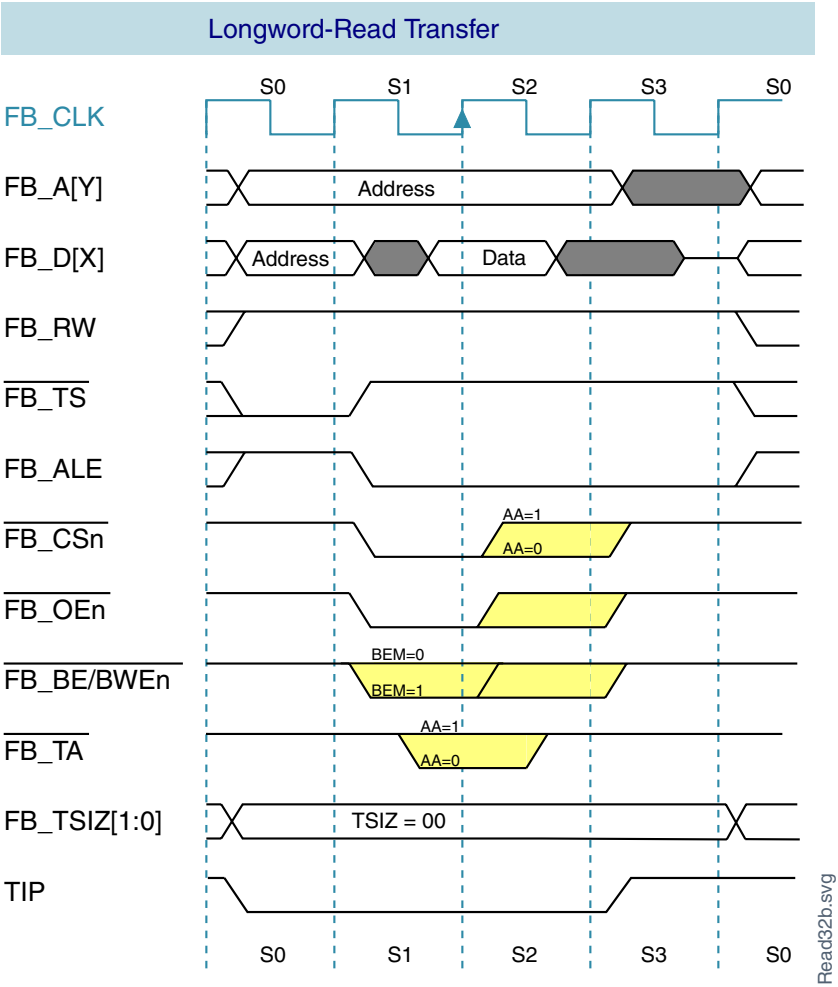 Longword-Read Transfer
S0 S1 S2 S3 S0
FB_CLK
FB_A[Y] Address
FB_D[X] Address Data
FB_RW
FB_TS
FB_ALE
AA=1
FB_CSn AA=0
FB_OEn
BEM=0
FB_BE/BWEn BEM=1
AA=1
FB_TA AA=0
FB_TSIZ[1:0] TSIZ = 00
TIP
S0 S1 S2 S3 S0
Read32b.svg